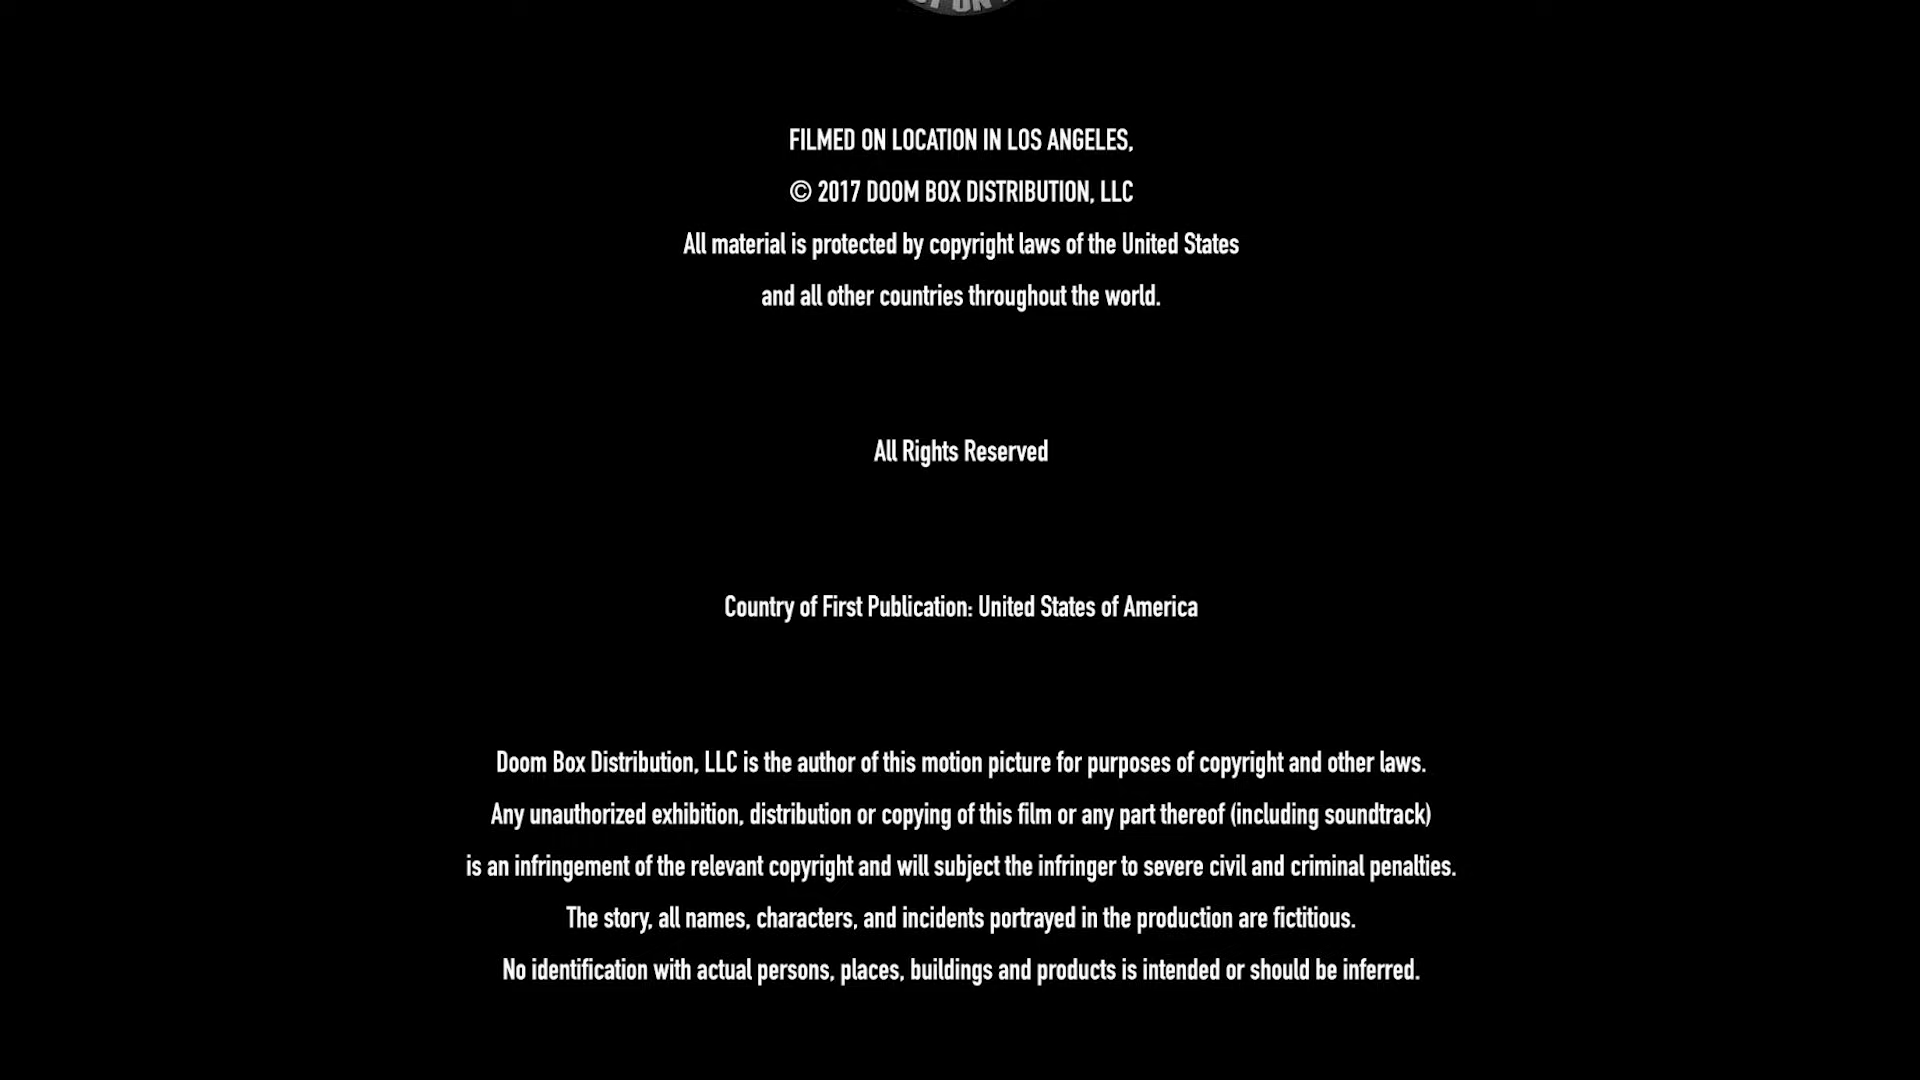 FILMED ON LOCATION IN LOS ANGELES,
© 2017 DOOM BOX DISTRIBUTION, LLC
All material is protected by copyright laws of the United States
and all other countries throughout the world.
All Rights Reserved
Country of First Publication: United States of America
Doom Box Distribution, LLC is the author of this motion picture for purposes of copyright and other laws.
Any unauthorized exhibition, distribution or copying of this film or any part thereof (including soundtrack)
is an infringement of the relevant copyright and will subject the infringer to severe civil and criminal penalties.
The story, all names, characters, and incidents portrayed in the production are fictitious.
No identification with actual persons, places, buildings and products is intended or should be inferred.